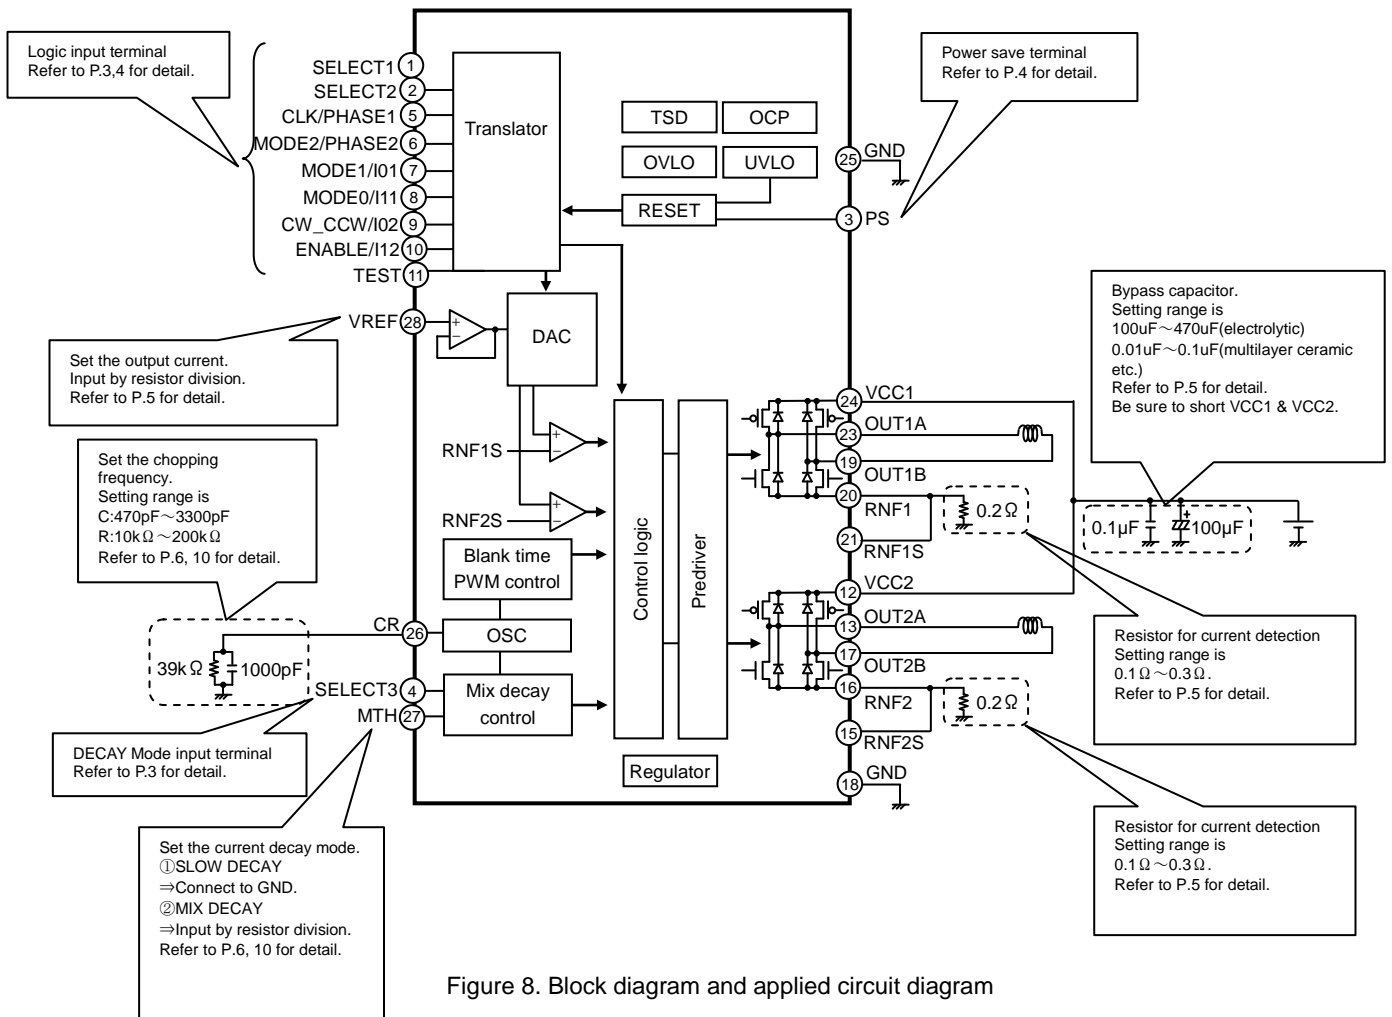 Logic input terminal
Refer to P.3,4 for detail.
SELECT1 1
SELECT2 2
CLK/PHASE1 5
MODE2/PHASE2 6
MODE1/I01 7
MODE0/I11 8
CW_CCW/I02 9
ENABLE/I12 10
TEST 11
Translator
TSD
OCP
OVLO
UVLO
RESET
25 GND
3 PS
Power save terminal
Refer to P.4 for detail.
VREF 28
+
−
DAC
Set the output current.
Input by resistor division.
Refer to P.5 for detail.
Bypass capacitor.
Setting range is
100uF~470uF(electrolytic)
0.01uF~0.1uF(multilayer ceramic
etc.)
Refer to P.5 for detail.
Be sure to short VCC1 & VCC2.
Set the chopping
frequency.
Setting range is
C:470pF~3300pF
R:10kΩ~200kΩ
Refer to P.6, 10 for detail.
RNF1S
+
−
RNF2S
+
−
Blank time
PWM control
OSC
Mix decay
control
Control logic
Predriver
Regulator
24 VCC1
23 OUT1A
19 OUT1B
20 RNF1
21 RNF1S
0.2Ω
0.1µF
+
100µF
12 VCC2
13 OUT2A
17 OUT2B
16 RNF2
15 RNF2S
0.2Ω
18 GND
CR 26
39kΩ
1000pF
SELECT3 4
MTH 27
DECAY Mode input terminal
Refer to P.3 for detail.
Resistor for current detection
Setting range is
0.1Ω~0.3Ω.
Refer to P.5 for detail.
Resistor for current detection
Setting range is
0.1Ω~0.3Ω.
Refer to P.5 for detail.
Set the current decay mode.
①SLOW DECAY
⇒Connect to GND.
②MIX DECAY
⇒Input by resistor division.
Refer to P.6, 10 for detail.
Figure 8. Block diagram and applied circuit diagram